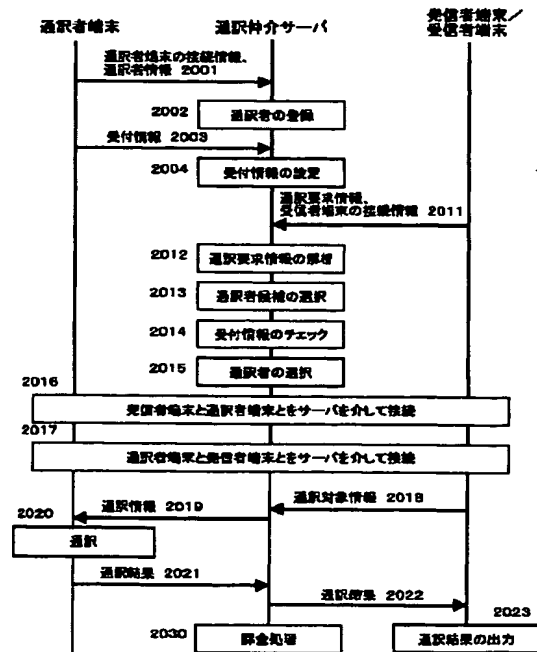 通訳者端末
通訳仲介サーバ
発信者端末/
受信者端末
通訳者端末の接続情報、
通訳者情報 2001
2002
通訳者の登録
受付情報 2003
2004
受付情報の設定
通訳要求情報、
受信者端末の接続情報 2011
2012
通訳要求情報の解析
2013
通訳者候補の選択
2014
受付情報のチェック
2015
通訳者の選択
2016
発信者端末と通訳者端末とをサーバを介して接続
2017
通訳者端末と発信者端末とをサーバを介して接続
通訳情報 2019
通訳対象情報 2018
2020
通訳
通訳結果 2021
通訳結果 2022
2023
2030
課金処理
通訳結果の出力